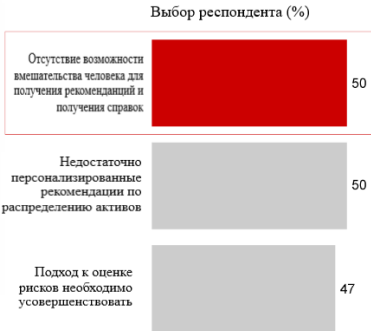 Выбор респондента (%)
Отсутствие возможности
вмешательства человека для
получения рекомендаций и
получения справок
50
Недостаточно
персонализированные
рекомендации по
распределению активов
50
Подход к оценке
рисков необходимо
усовершенствовать
47